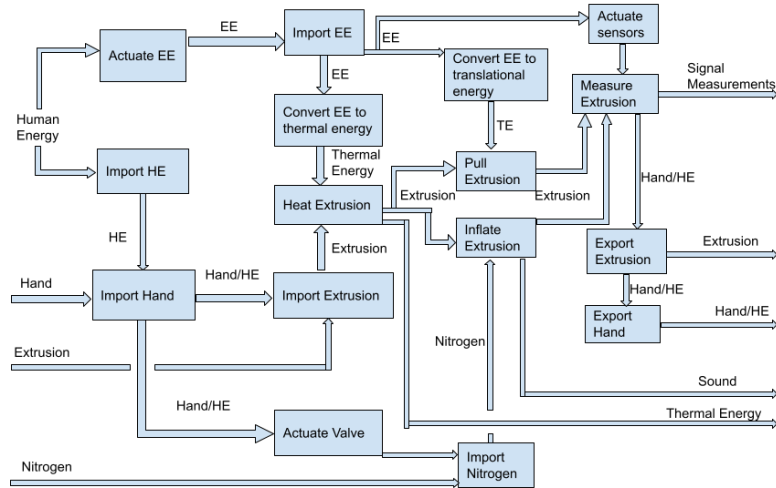 EE
Import EE
EE
Actuate
sensors
Actuate EE
EE
Convert EE to
translational
energy
Signal
Measurements
Measure
Extrusion
Human
Energy
Convert EE to
thermal energy
TE
Thermal
Energy
Import HE
Pull
Extrusion
Hand/HE
Heat Extrusion
Extrusion
Extrusion
HE
Inflate
Extrusion
Export
Extrusion
Extrusion
Extrusion
Hand
Import Hand
Hand/HE
Import Extrusion
Hand/HE
Export
Hand
Hand/HE
Nitrogen
Extrusion
Sound
Hand/HE
Thermal Energy
Actuate Valve
Import
Nitrogen
Nitrogen